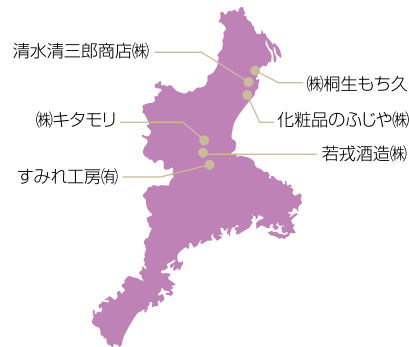 清水清三郎商店㈱
㈱桐生もち久
㈱キタモリ
化粧品のふじや㈱
若戎酒造㈱
すみれ工房㈲